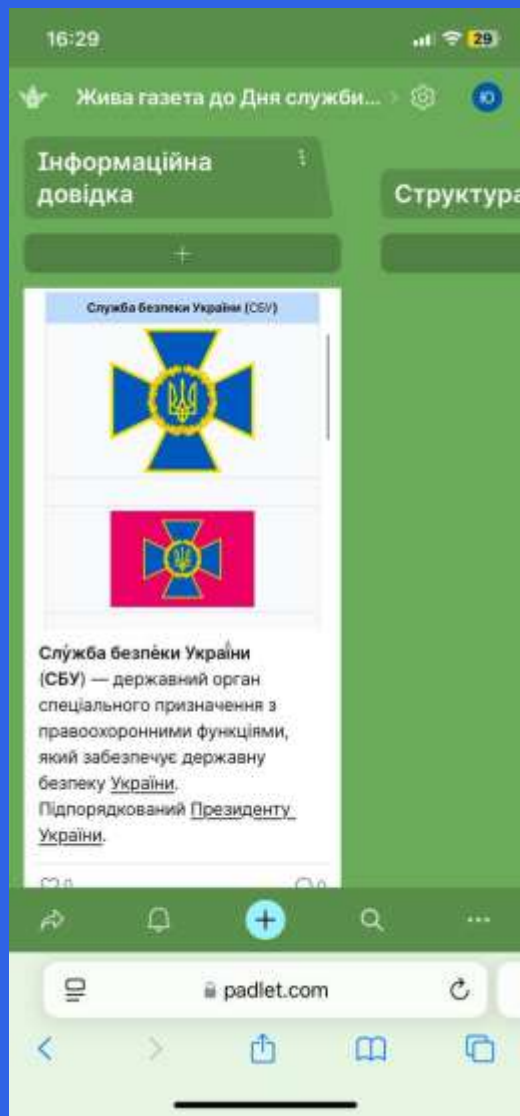 16:29
29
Жива газета до Дня служби...
Ю
Інформаційна
довідка
Структура
+
Служба безпеки України (СБУ)
Слу́жба безпе́ки Украї́ни
(СБУ) — державний орган
спеціального призначення з
правоохоронними функціями,
який забезпечує державну
безпеку України.
Підпорядкований Президенту
України.
0
0
padlet.com